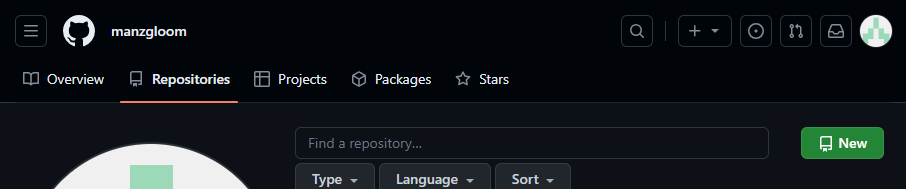 manzgloom
Overview Repositories Projects Packages Stars
Find a repository...
New
Type Language Sort